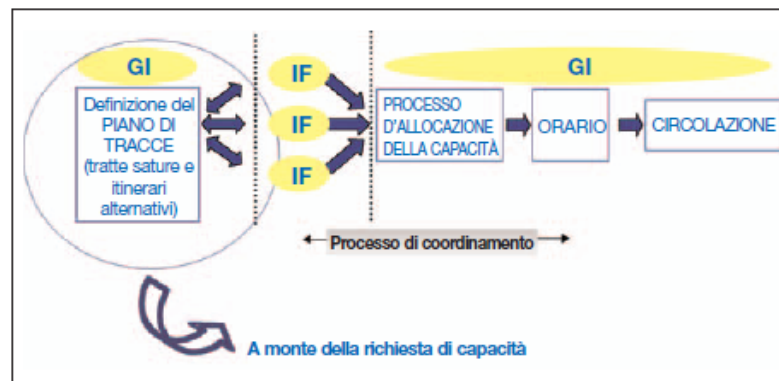 GI
Definizione del
PIANO DI
TRACCE
(tratte sature e
itinerari
alternativi)
IF
IF
IF
GI
PROCESSO
D'ALLOCAZIONE
DELLA CAPACITÀ
ORARIO
CIRCOLAZIONE
Processo di coordinamento
A monte della richiesta di capacità